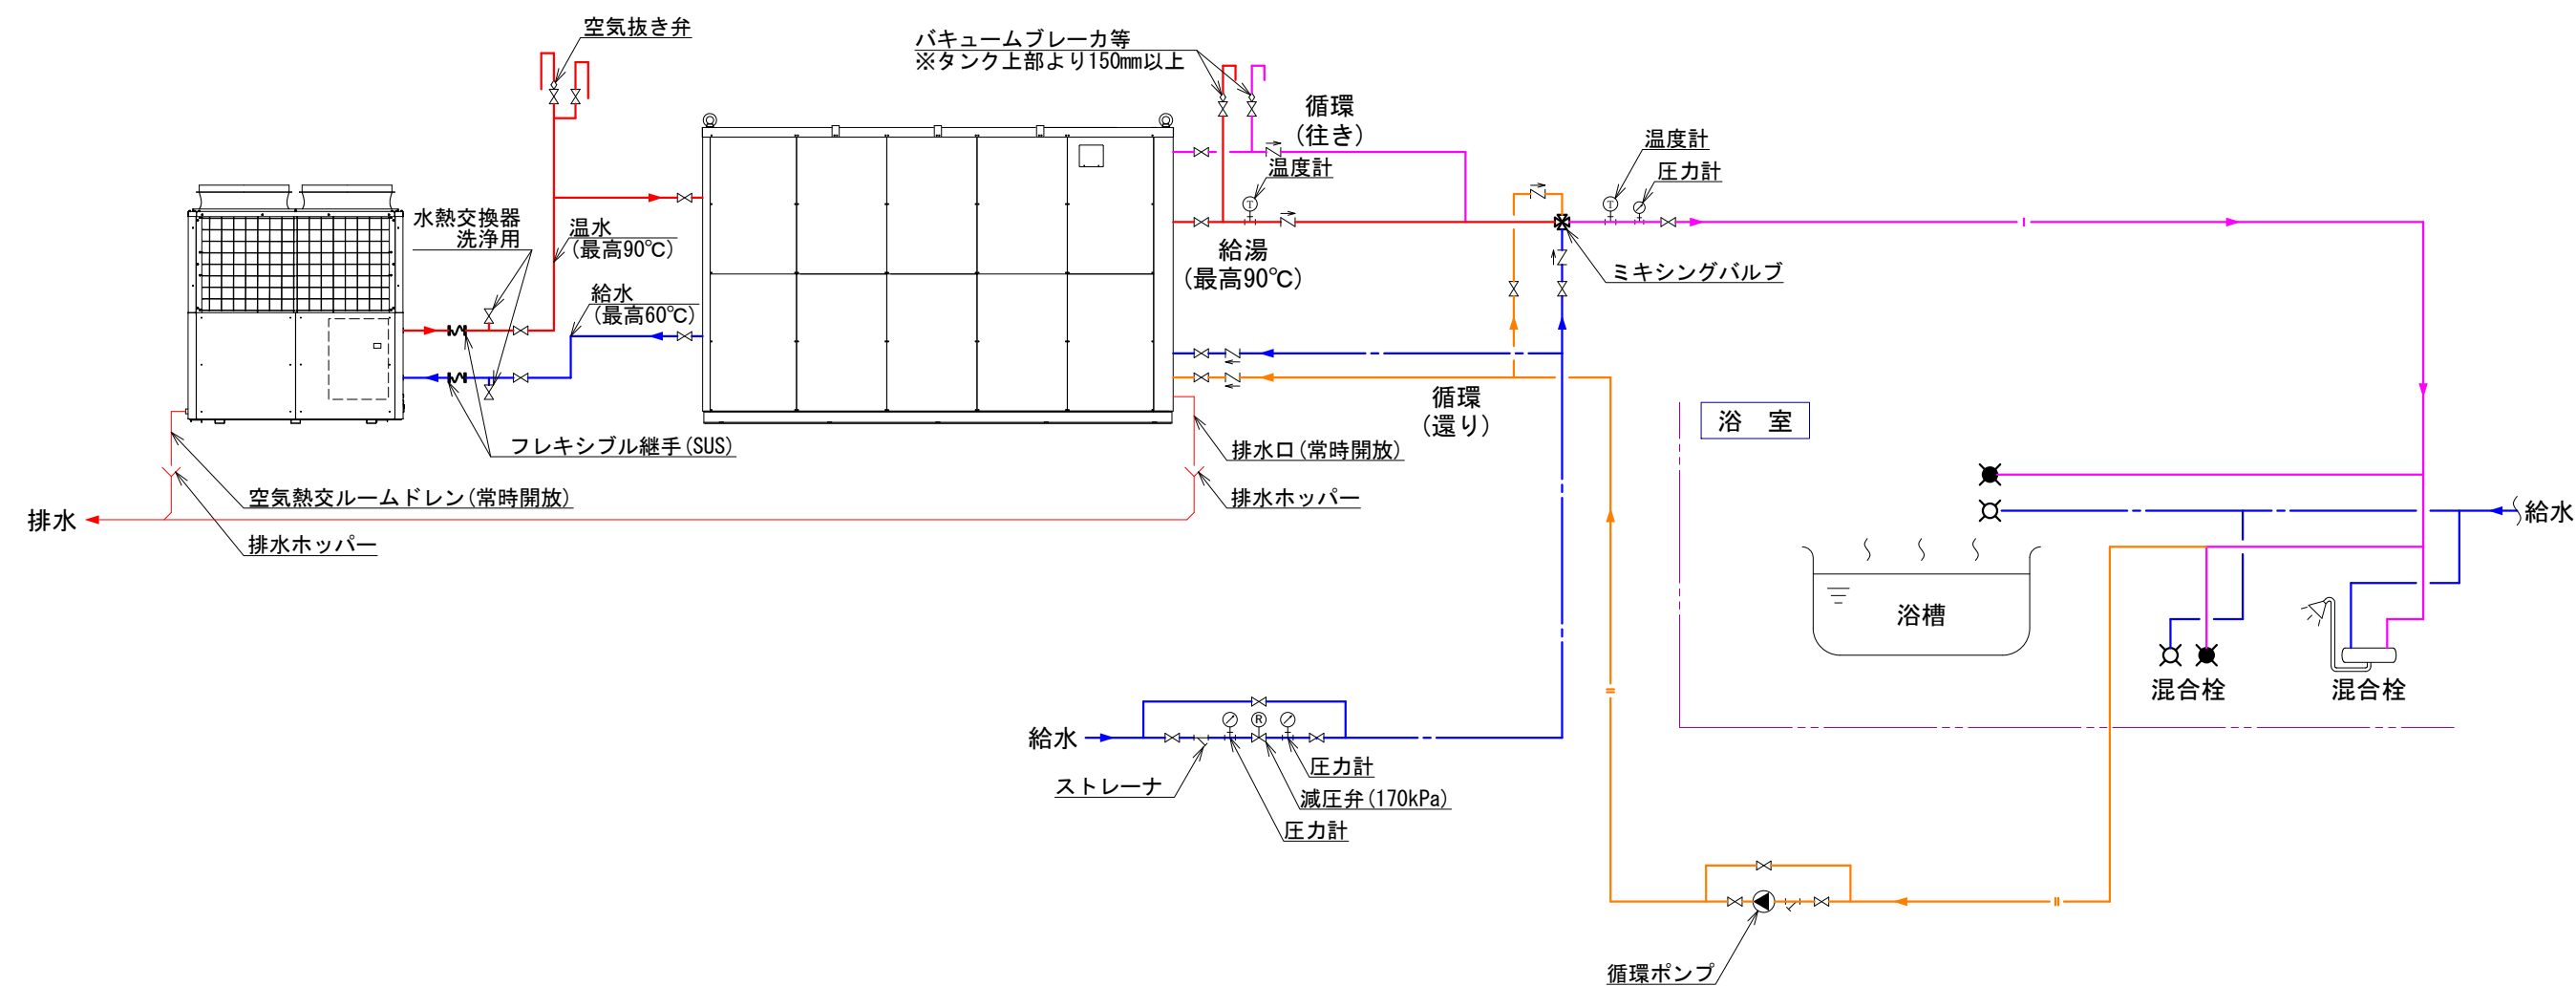 空気抜き弁
バキュームブレーカ等
※タンク上部より150mm以上
循環
(往き)
温度計
温度計
圧力計
水熱交換器
洗浄用
温水
(最高90℃)
給湯
(最高90℃)
ミキシングバルブ
給水
(最高60℃)
循環
(還り)
浴 室
フレキシブル継手(SUS)
排水口(常時開放)
空気熱交ルームドレン(常時開放)
排水ホッパー
排水
給水
排水ホッパー
浴槽
混合栓
混合栓
給水
R
T
T
圧力計
ストレーナ
減圧弁(170kPa)
圧力計
循環ポンプ